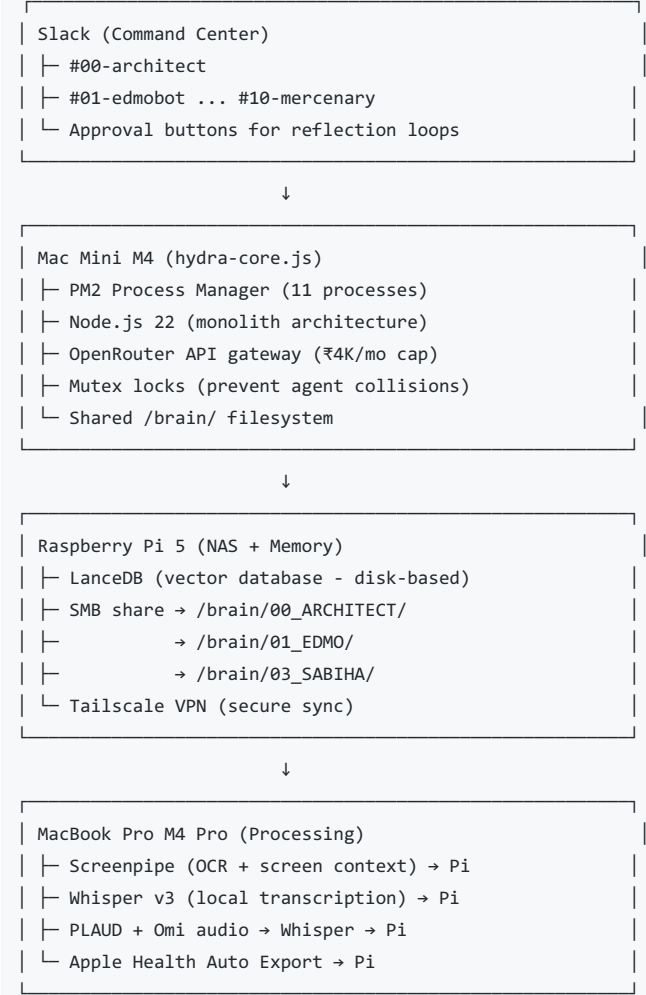 Slack (Command Center)
├─ #00-architect
├─ #01-edmobot ... #10-mercenary
└─ Approval buttons for reflection loops
↓
Mac Mini M4 (hydra-core.js)
├─ PM2 Process Manager (11 processes)
├─ Node.js 22 (monolith architecture)
├─ OpenRouter API gateway (₹4K/mo cap)
├─ Mutex locks (prevent agent collisions)
└─ Shared /brain/ filesystem
↓
Raspberry Pi 5 (NAS + Memory)
├─ LanceDB (vector database - disk-based)
├─ SMB share → /brain/00_ARCHITECT/
├─           → /brain/01_EDMO/
├─           → /brain/03_SABIHA/
└─ Tailscale VPN (secure sync)
↓
MacBook Pro M4 Pro (Processing)
├─ Screenpipe (OCR + screen context) → Pi
├─ Whisper v3 (local transcription) → Pi
├─ PLAUD + Omi audio → Whisper → Pi
└─ Apple Health Auto Export → Pi